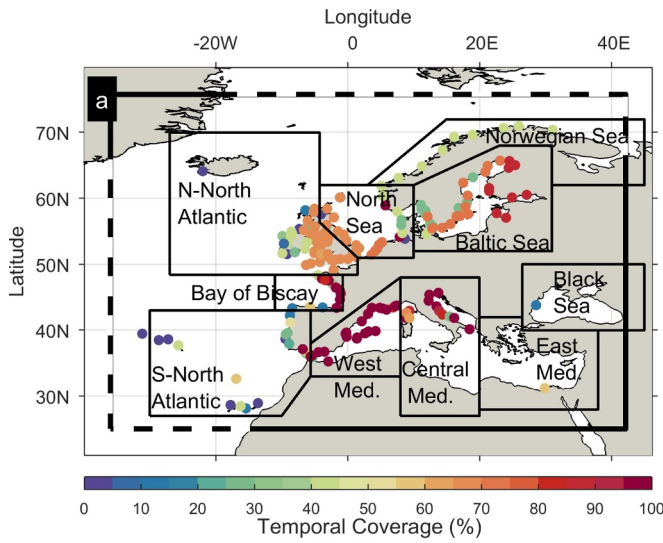 Longitude
-20W 0 20E 40E
a
70N
Norwegian Sea
N-North
Atlantic
60N
North
Sea
Baltic Sea
Latitude
50N
Bay of Biscay
Black
Sea
40N
S-North
Atlantic
West
Med.
Central
Med.
East
Med.
30N
0 10 20 30 40 50 60 70 80 90 100
Temporal Coverage (%)